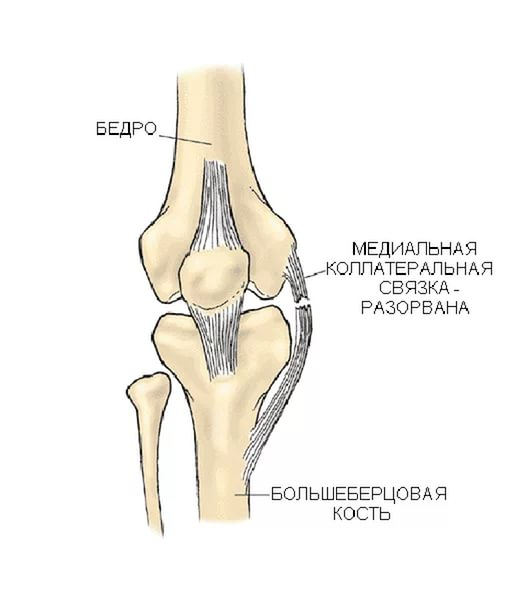 БЕДРО
МЕДИАЛЬНАЯ
КОЛЛАТЕРАЛЬНАЯ
СВЯЗКА -
РАЗОРВАНА
БОЛЬШЕБЕРЦОВАЯ
КОСТЬ